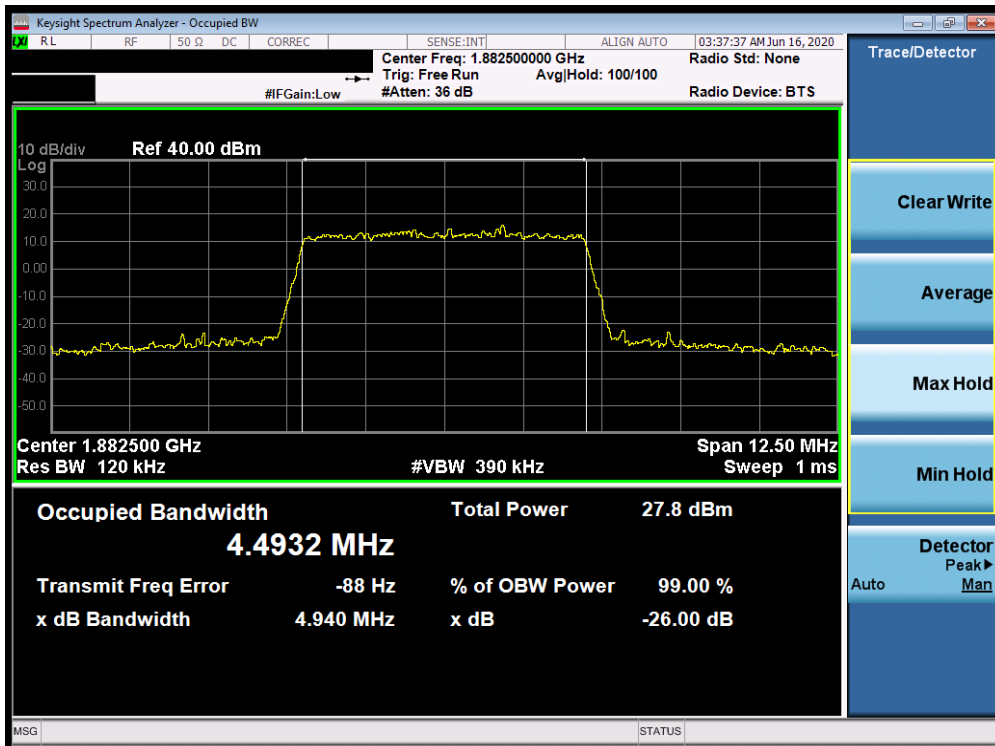 Keysight Spectrum Analyzer - Occupied BW
LXI RL RF 50 Ω DC CORREC SENSE:INT ALIGN AUTO 03:37:37 AM Jun 16, 2020
Center Freq: 1.882500000 GHz Radio Std: None
Trig: Free Run Avg|Hold: 100/100
#IFGain:Low #Atten: 36 dB Radio Device: BTS
Trace/Detector
10 dB/div Ref 40.00 dBm
Log
30.0
20.0
10.0
0.00
-10.0
-20.0
-30.0
-40.0
-50.0
Center 1.882500 GHz Span 12.50 MHz
Res BW 120 kHz #VBW 390 kHz Sweep 1 ms
Occupied Bandwidth Total Power 27.8 dBm
4.4932 MHz
Transmit Freq Error -88 Hz % of OBW Power 99.00 %
x dB Bandwidth 4.940 MHz x dB -26.00 dB
Clear Write
Average
Max Hold
Min Hold
Detector
Peak▶
Auto Man
MSG STATUS